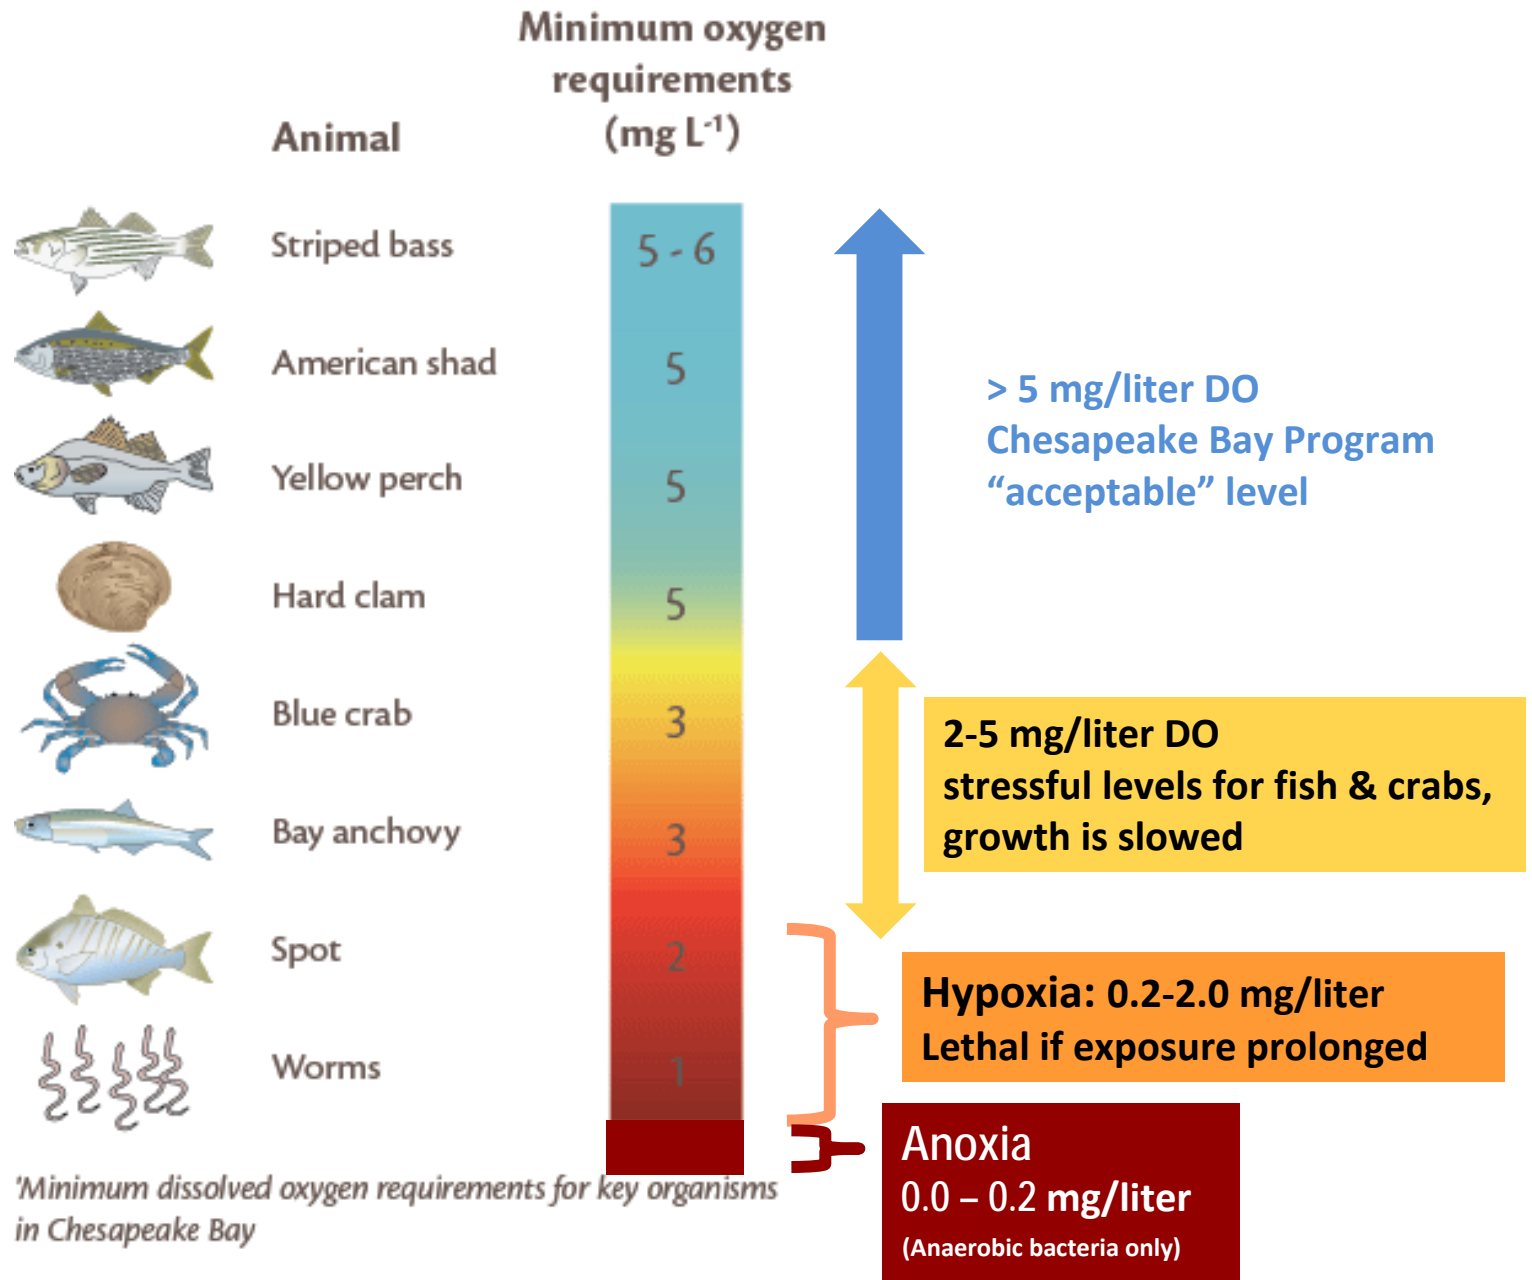 Minimum oxygen
requirements
(mg L⁻¹)
Animal
Striped bass 5 - 6
American shad 5
Yellow perch 5
Hard clam 5
Blue crab 3
Bay anchovy 3
Spot 2
Worms 1
> 5 mg/liter DO
Chesapeake Bay Program
“acceptable” level
2-5 mg/liter DO
stressful levels for fish & crabs,
growth is slowed
Hypoxia: 0.2-2.0 mg/liter
Lethal if exposure prolonged
Anoxia
0.0 – 0.2 mg/liter
(Anaerobic bacteria only)
'Minimum dissolved oxygen requirements for key organisms
in Chesapeake Bay